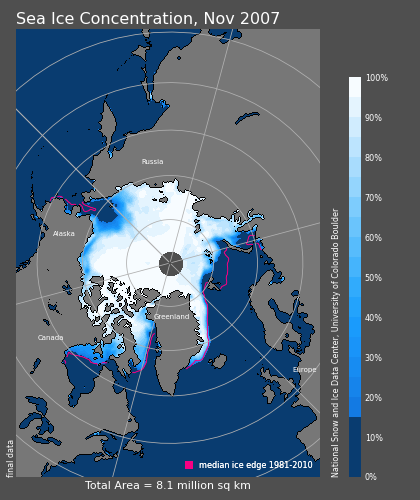 Sea Ice Concentration, Nov 2007
Russia
Alaska
Greenland
Canada
Europe
median ice edge 1981-2010
Total Area = 8.1 million sq km
final data
100%
90%
80%
70%
60%
50%
40%
30%
20%
10%
0%
National Snow and Ice Data Center, University of Colorado Boulder